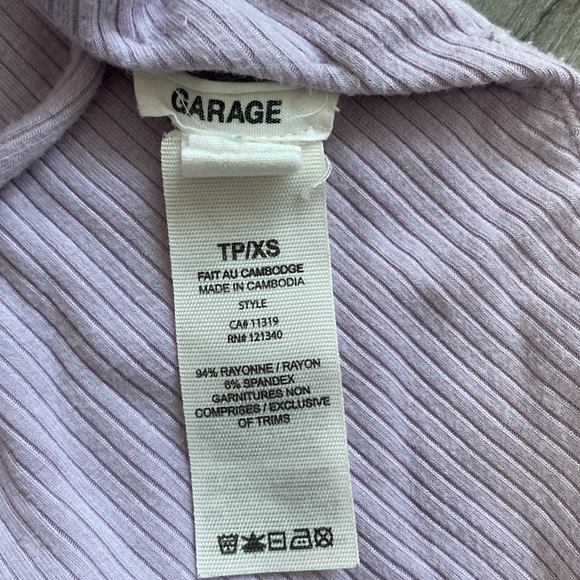 GARAGE
TP/XS
FAIT AU CAMBODGE
MADE IN CAMBODIA
STYLE
CA# 11319
RN# 121340
94% RAYONNE / RAYON
6% SPANDEX
GARNITURES NON
COMPRISES / EXCLUSIVE
OF TRIMS